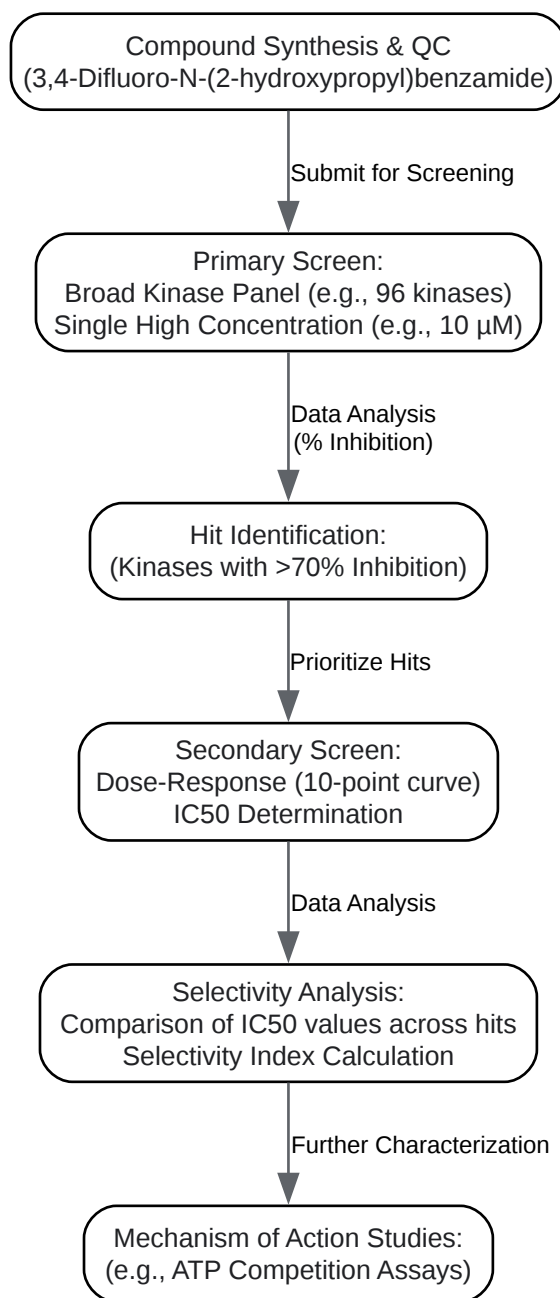 Compound Synthesis & QC
(3,4-Difluoro-N-(2-hydroxypropyl)benzamide)
Submit for Screening
Primary Screen:
Broad Kinase Panel (e.g., 96 kinases)
Single High Concentration (e.g., 10 µM)
Data Analysis
(% Inhibition)
Hit Identification:
(Kinases with >70% Inhibition)
Prioritize Hits
Secondary Screen:
Dose-Response (10-point curve)
IC50 Determination
Data Analysis
Selectivity Analysis:
Comparison of IC50 values across hits
Selectivity Index Calculation
Further Characterization
Mechanism of Action Studies:
(e.g., ATP Competition Assays)